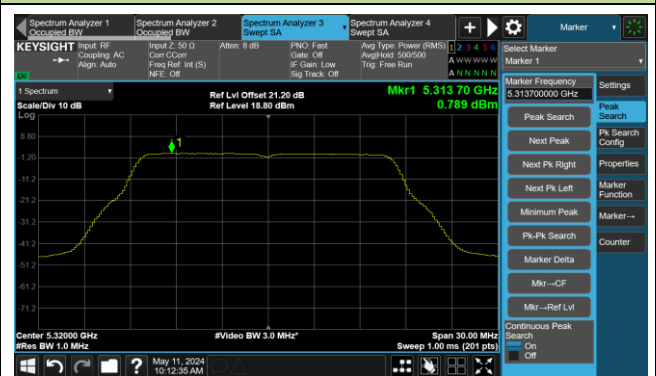 Spectrum Analyzer 1
Occupied BW
Spectrum Analyzer 2
Occupied BW
Spectrum Analyzer 3
Swept SA
Spectrum Analyzer 4
Swept SA
Marker
KEYSIGHT
Input: RF
Coupling: AC
Align: Auto
Input Z: 50 Ω
Corr CCorr
Freq Ref: Int (S)
NFE: Off
Atten: 8 dB
PNO: Fast
Gate: Off
IF Gain: Low
Sig Track: Off
Avg Type: Power (RMS)
Avg|Hold: 500/500
Trig: Free Run
1 2 3 4 5 6
A W W W W W
A N N N N N
LXI
Select Marker
Marker 1
1 Spectrum
Scale/Div 10 dB
Log
Ref Lvl Offset 21.20 dB
Ref Level 18.80 dBm
Mkr1 5.313 70 GHz
0.789 dBm
8.80
-1.20
-11.2
-21.2
-31.2
-41.2
-51.2
-61.2
-71.2
1
Center 5.32000 GHz
#Res BW 1.0 MHz
#Video BW 3.0 MHz*
Span 30.00 MHz
Sweep 1.00 ms (201 pts)
Marker Frequency
5.313700000 GHz
Peak Search
Next Peak
Next Pk Right
Next Pk Left
Minimum Peak
Pk-Pk Search
Marker Delta
Mkr→CF
Mkr→Ref Lvl
Continuous Peak
Search
On
Off
Settings
Peak
Search
Pk Search
Config
Properties
Marker
Function
Marker→
Counter
?
May 11, 2024
10:12:35 AM